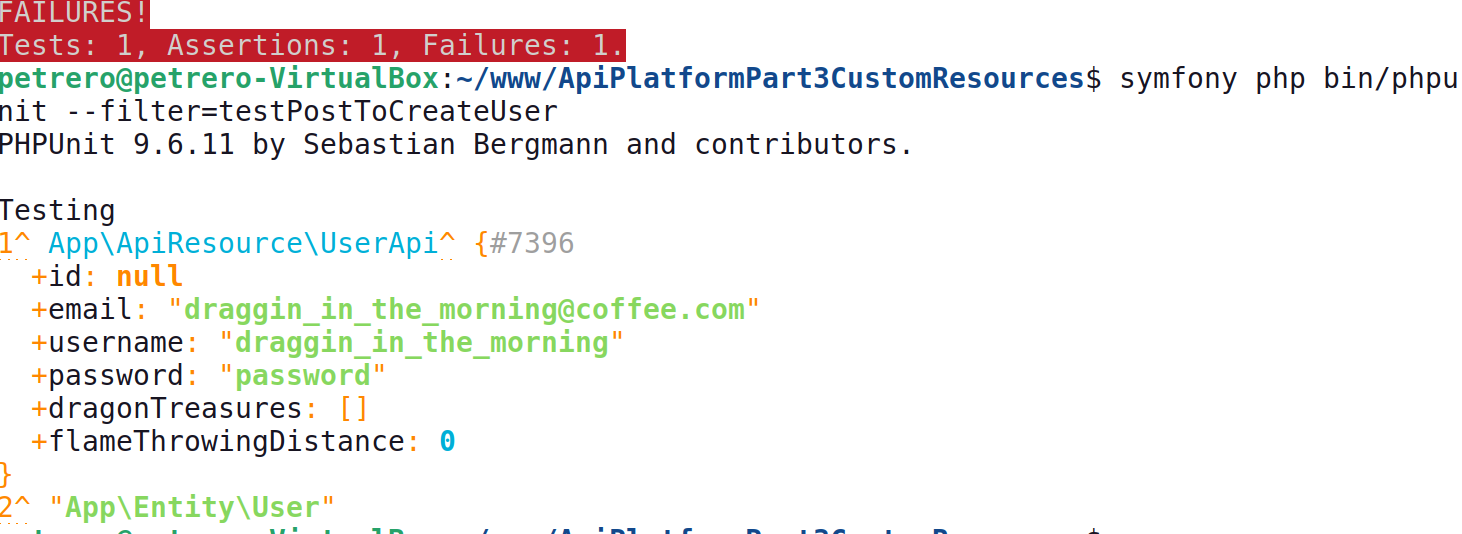 FAILURES!
Tests: 1, Assertions: 1, Failures: 1.
petrero@petrero-VirtualBox:~/www/ApiPlatformPart3CustomResources$ symfony php bin/phpu
nit --filter=testPostToCreateUser
PHPUnit 9.6.11 by Sebastian Bergmann and contributors.
Testing
1^ App\ApiResource\UserApi^ {#7396
  +id: null
  +email: "draggin_in_the_morning@coffee.com"
  +username: "draggin_in_the_morning"
  +password: "password"
  +dragonTreasures: []
  +flameThrowingDistance: 0
}
2^ "App\Entity\User"